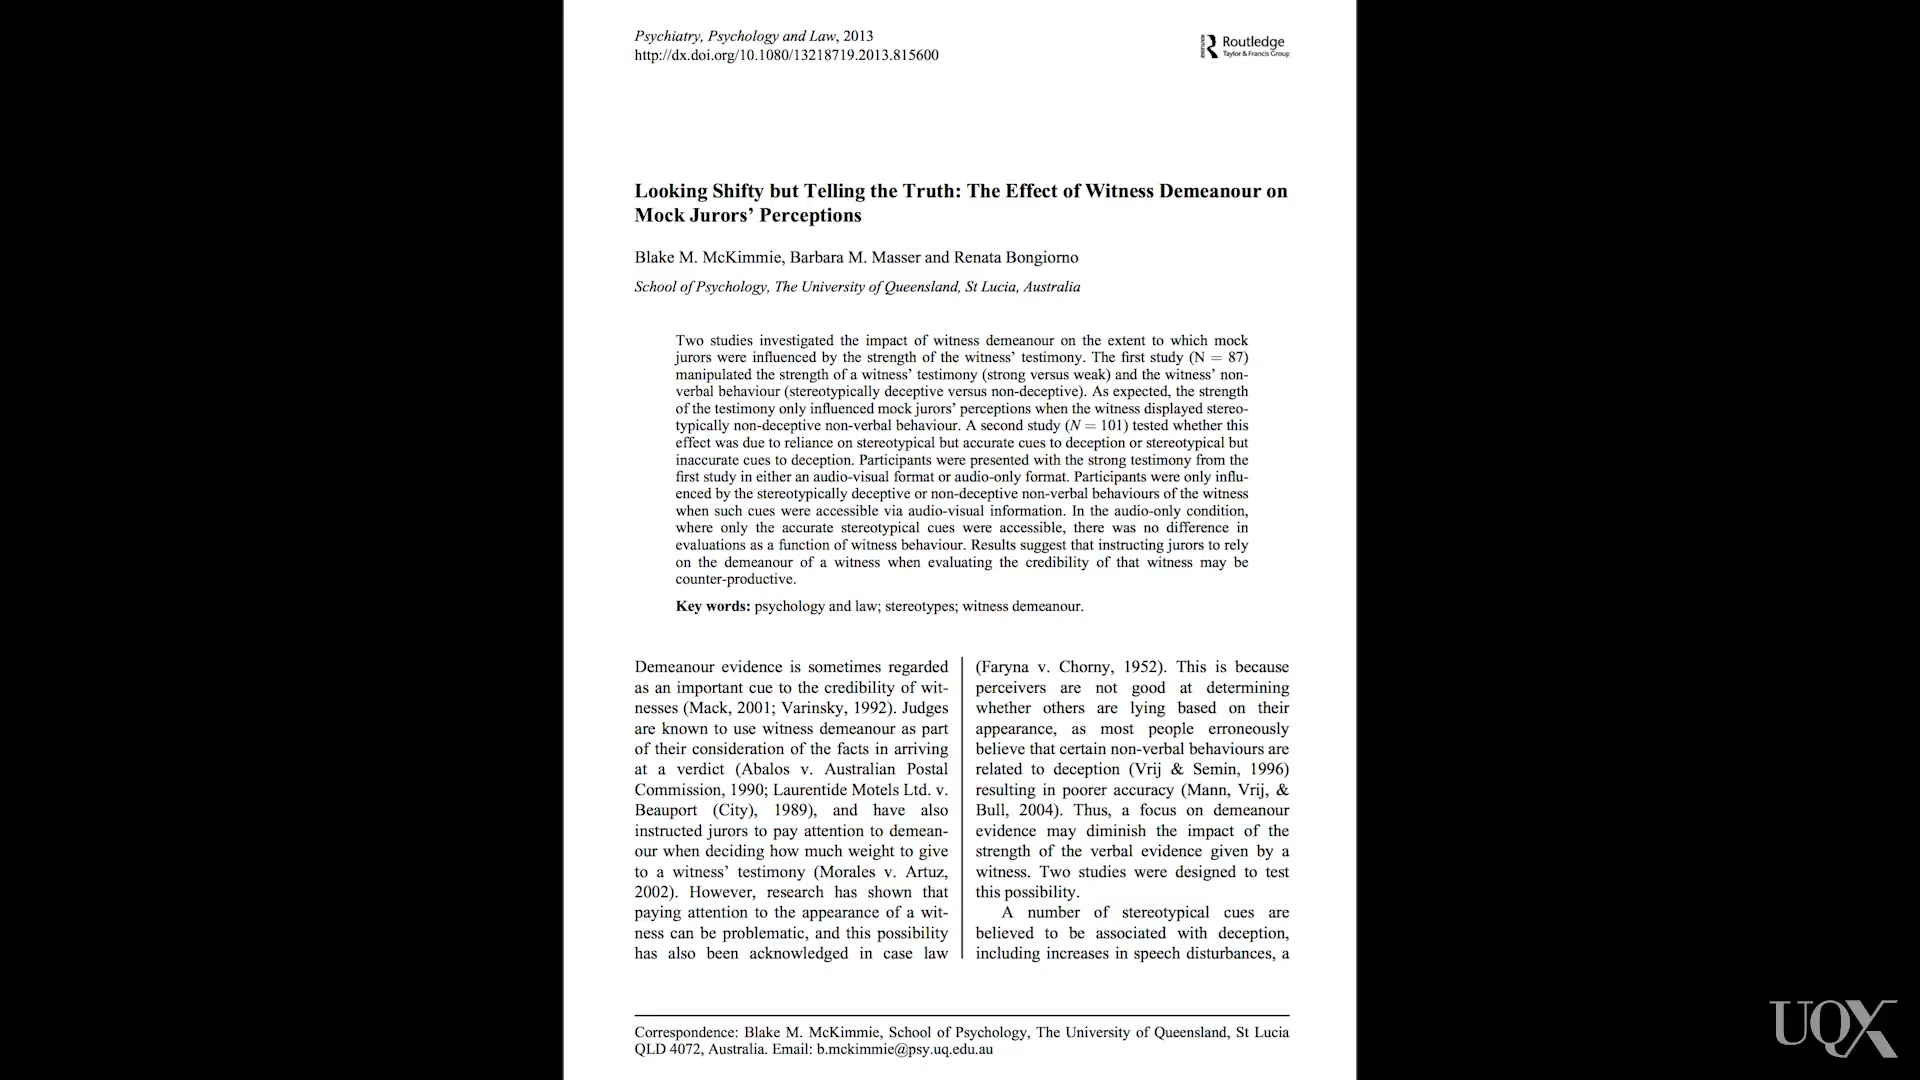 Psychiatry, Psychology and Law, 2013
http://dx.doi.org/10.1080/13218719.2013.815600
Routledge
Taylor & Francis Group
Looking Shifty but Telling the Truth: The Effect of Witness Demeanour on
Mock Jurors’ Perceptions
Blake M. McKimmie, Barbara M. Masser and Renata Bongiorno
School of Psychology, The University of Queensland, St Lucia, Australia
Two studies investigated the impact of witness demeanour on the extent to which mock
jurors were influenced by the strength of the witness’ testimony. The first study (N = 87)
manipulated the strength of a witness’ testimony (strong versus weak) and the witness’ non-
verbal behaviour (stereotypically deceptive versus non-deceptive). As expected, the strength
of the testimony only influenced mock jurors’ perceptions when the witness displayed stereo-
typically non-deceptive non-verbal behaviour. A second study (N = 101) tested whether this
effect was due to reliance on stereotypical but accurate cues to deception or stereotypical but
inaccurate cues to deception. Participants were presented with the strong testimony from the
first study in either an audio-visual format or audio-only format. Participants were only influ-
enced by the stereotypically deceptive or non-deceptive non-verbal behaviours of the witness
when such cues were accessible via audio-visual information. In the audio-only condition,
where only the accurate stereotypical cues were accessible, there was no difference in
evaluations as a function of witness behaviour. Results suggest that instructing jurors to rely
on the demeanour of a witness when evaluating the credibility of that witness may be
counter-productive.
Key words: psychology and law; stereotypes; witness demeanour.
Demeanour evidence is sometimes regarded
as an important cue to the credibility of wit-
nesses (Mack, 2001; Varinsky, 1992). Judges
are known to use witness demeanour as part
of their consideration of the facts in arriving
at a verdict (Abalos v. Australian Postal
Commission, 1990; Laurentide Motels Ltd. v.
Beauport (City), 1989), and have also
instructed jurors to pay attention to demean-
our when deciding how much weight to give
to a witness’ testimony (Morales v. Artuz,
2002). However, research has shown that
paying attention to the appearance of a wit-
ness can be problematic, and this possibility
has also been acknowledged in case law
(Faryna v. Chorny, 1952). This is because
perceivers are not good at determining
whether others are lying based on their
appearance, as most people erroneously
believe that certain non-verbal behaviours are
related to deception (Vrij & Semin, 1996)
resulting in poorer accuracy (Mann, Vrij, &
Bull, 2004). Thus, a focus on demeanour
evidence may diminish the impact of the
strength of the verbal evidence given by a
witness. Two studies were designed to test
this possibility.
A number of stereotypical cues are
believed to be associated with deception,
including increases in speech disturbances, a
Correspondence: Blake M. McKimmie, School of Psychology, The University of Queensland, St Lucia
QLD 4072, Australia. Email: b.mckimmie@psy.uq.edu.au
UQX